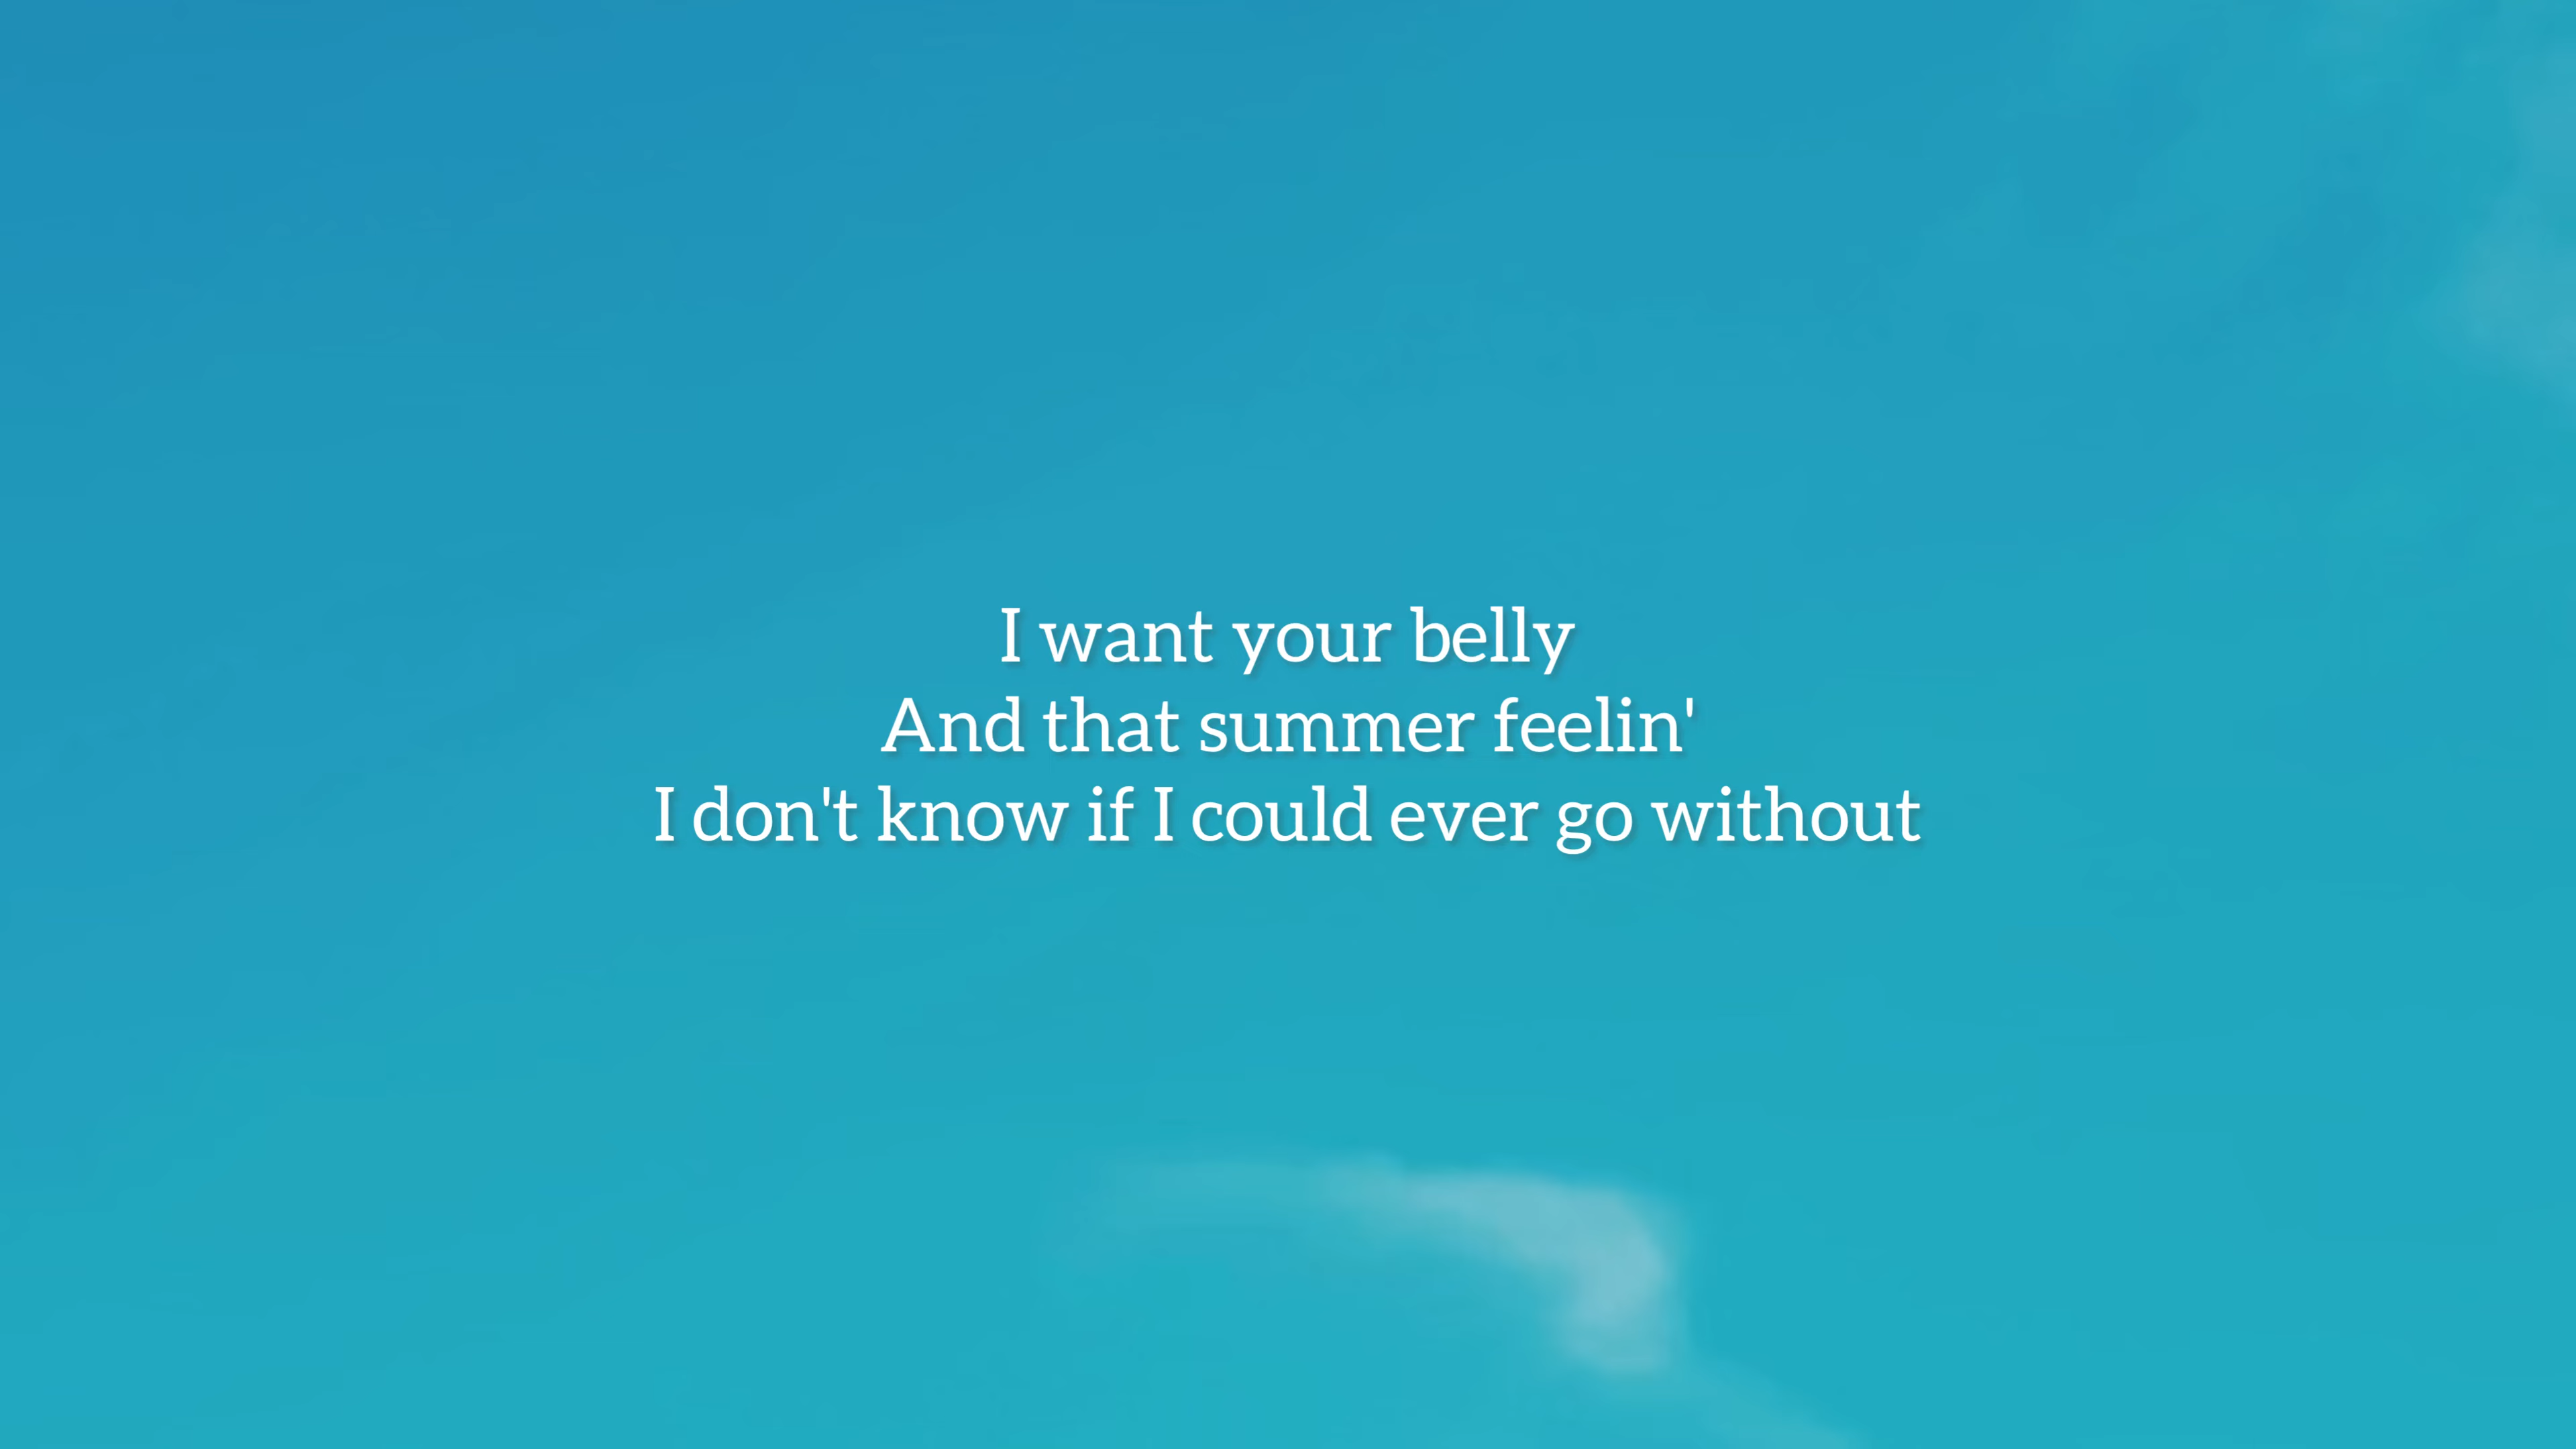 I want your belly
And that summer feelin'
I don't know if I could ever go without